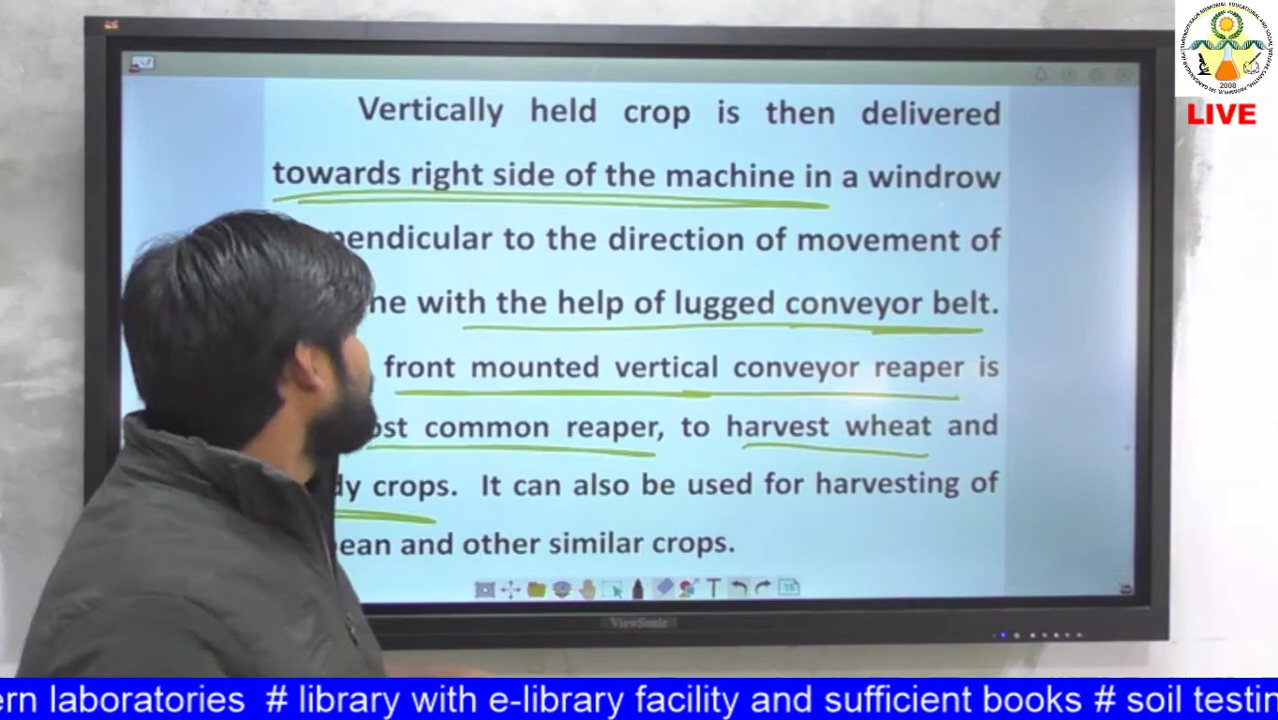 Vertically held crop is then delivered
towards right side of the machine in a windrow
pendicular to the direction of movement of
ne with the help of lugged conveyor belt.
front mounted vertical conveyor reaper is
ost common reaper, to harvest wheat and
dy crops. It can also be used for harvesting of
ean and other similar crops.
ViewSonic
2008
LIVE
ern laboratories # library with e-library facility and sufficient books # soil testin